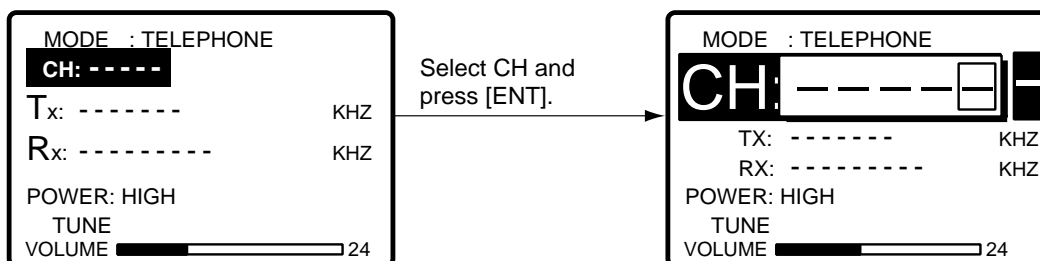 MODE : TELEPHONE
CH: - - - - -
Tx: - - - - - - - KHZ
Rx: - - - - - - - - - KHZ
POWER: HIGH
TUNE
VOLUME 24
Select CH and
press [ENT].
MODE : TELEPHONE
CH: - - - - - -
TX: - - - - - - - KHZ
RX: - - - - - - - - - KHZ
POWER: HIGH
TUNE
VOLUME 24